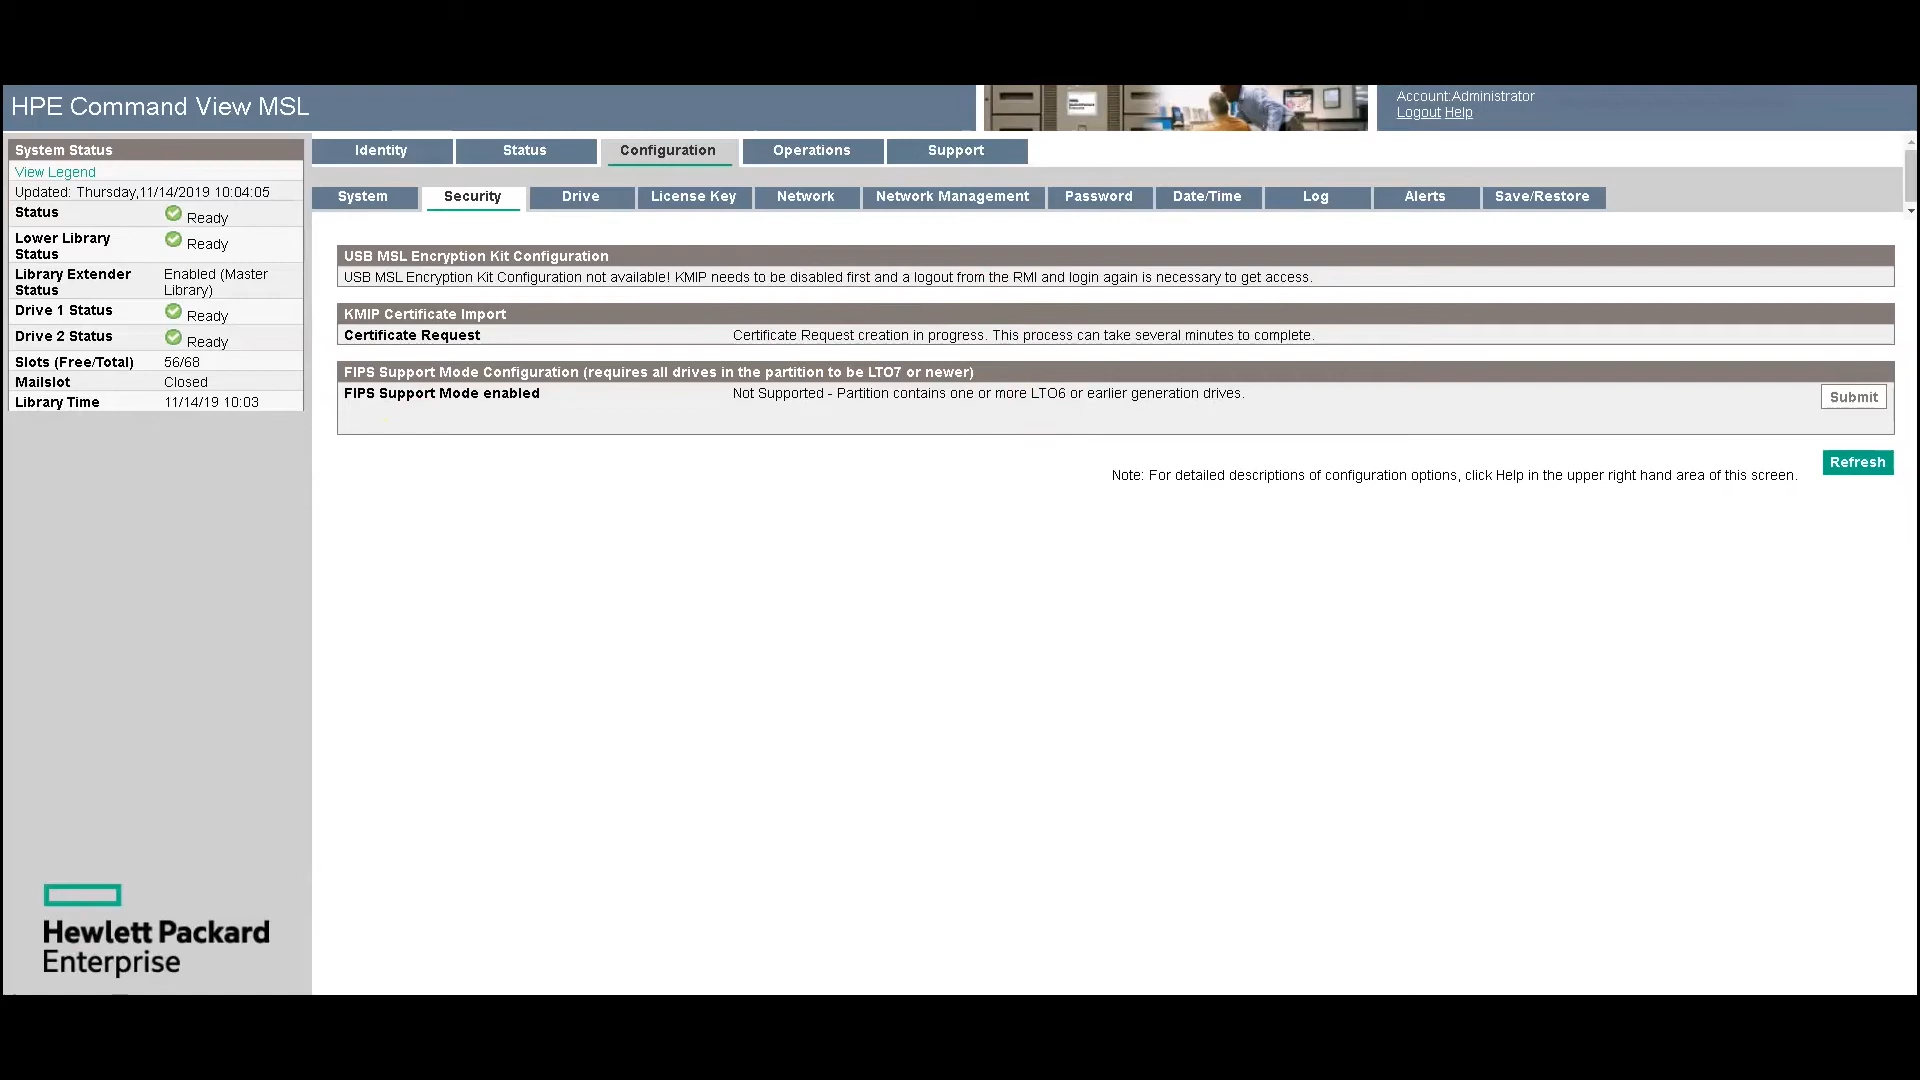 HPE Command View MSL
Account:Administrator
Logout Help
System Status
View Legend
Updated: Thursday,11/14/2019 10:04:05
Status Ready
Lower Library Status Ready
Library Extender Status Enabled (Master Library)
Drive 1 Status Ready
Drive 2 Status Ready
Slots (Free/Total) 56/68
Mailslot Closed
Library Time 11/14/19 10:03
Identity Status Configuration Operations Support
System Security Drive License Key Network Network Management Password Date/Time Log Alerts Save/Restore
USB MSL Encryption Kit Configuration
USB MSL Encryption Kit Configuration not available! KMIP needs to be disabled first and a logout from the RMI and login again is necessary to get access.
KMIP Certificate Import
Certificate Request Certificate Request creation in progress. This process can take several minutes to complete.
FIPS Support Mode Configuration (requires all drives in the partition to be LTO7 or newer)
FIPS Support Mode enabled Not Supported - Partition contains one or more LTO6 or earlier generation drives.
Submit
Refresh
Note: For detailed descriptions of configuration options, click Help in the upper right hand area of this screen.
Hewlett Packard
Enterprise